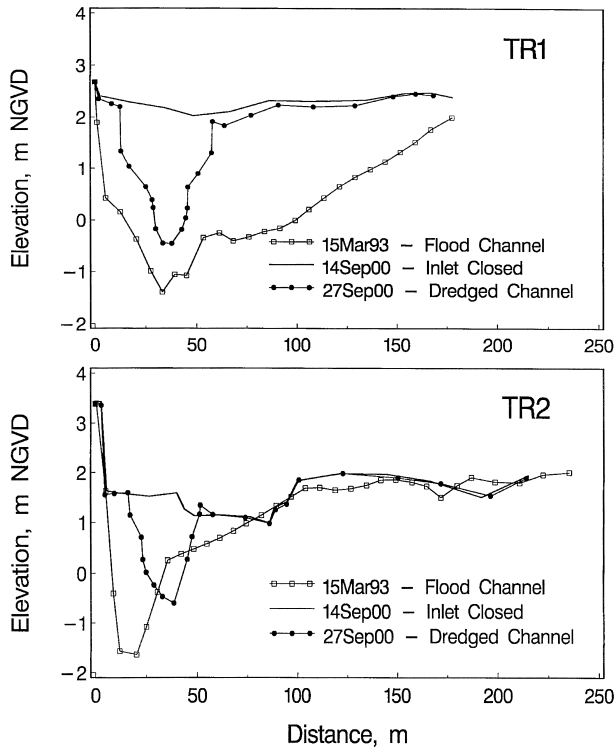 TR1
Elevation, m NGVD
4
3
2
1
0
−1
−2
15Mar93 − Flood Channel
14Sep00 − Inlet Closed
27Sep00 − Dredged Channel
0 50 100 150 200 250
TR2
Elevation, m NGVD
4
3
2
1
0
−1
−2
15Mar93 − Flood Channel
14Sep00 − Inlet Closed
27Sep00 − Dredged Channel
0 50 100 150 200 250
Distance, m